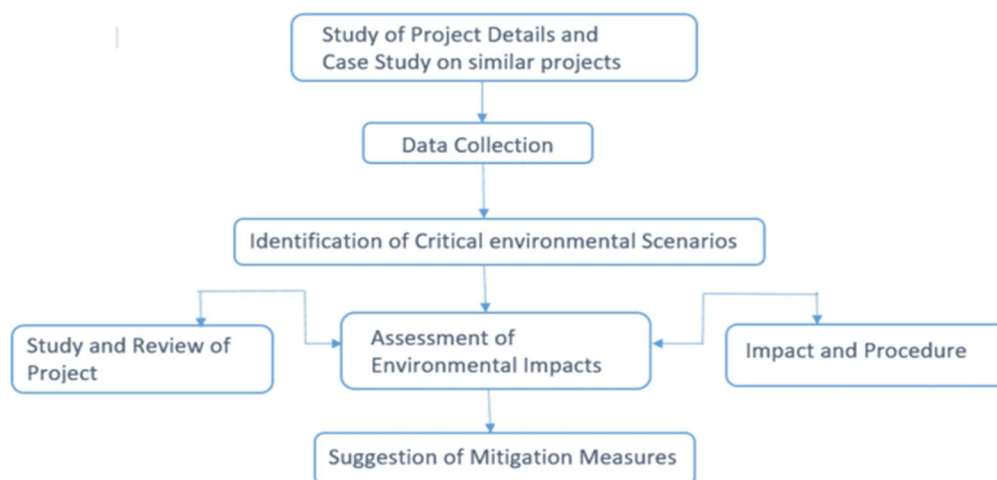 Study of Project Details and
Case Study on similar projects
Data Collection
Identification of Critical environmental Scenarios
Study and Review of
Project
Assessment of
Environmental Impacts
Impact and Procedure
Suggestion of Mitigation Measures